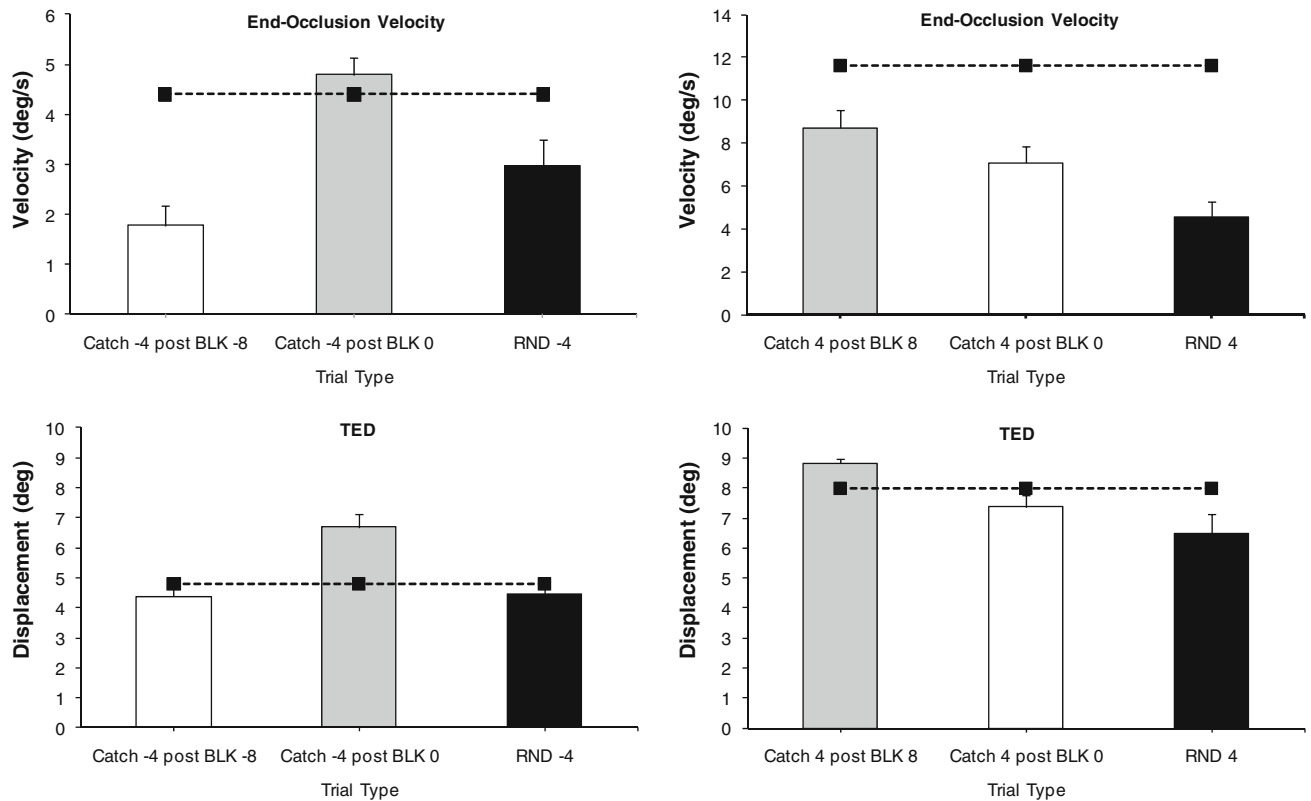 End-Occlusion Velocity
Velocity (deg/s)
6
5
4
3
2
1
0
Catch -4 post BLK -8 Catch -4 post BLK 0 RND -4
Trial Type
End-Occlusion Velocity
Velocity (deg/s)
14
12
10
8
6
4
2
0
Catch 4 post BLK 8 Catch 4 post BLK 0 RND 4
Trial Type
TED
Displacement (deg)
10
9
8
7
6
5
4
3
2
1
0
Catch -4 post BLK -8 Catch -4 post BLK 0 RND -4
Trial Type
TED
Displacement (deg)
10
9
8
7
6
5
4
3
2
1
0
Catch 4 post BLK 8 Catch 4 post BLK 0 RND 4
Trial Type